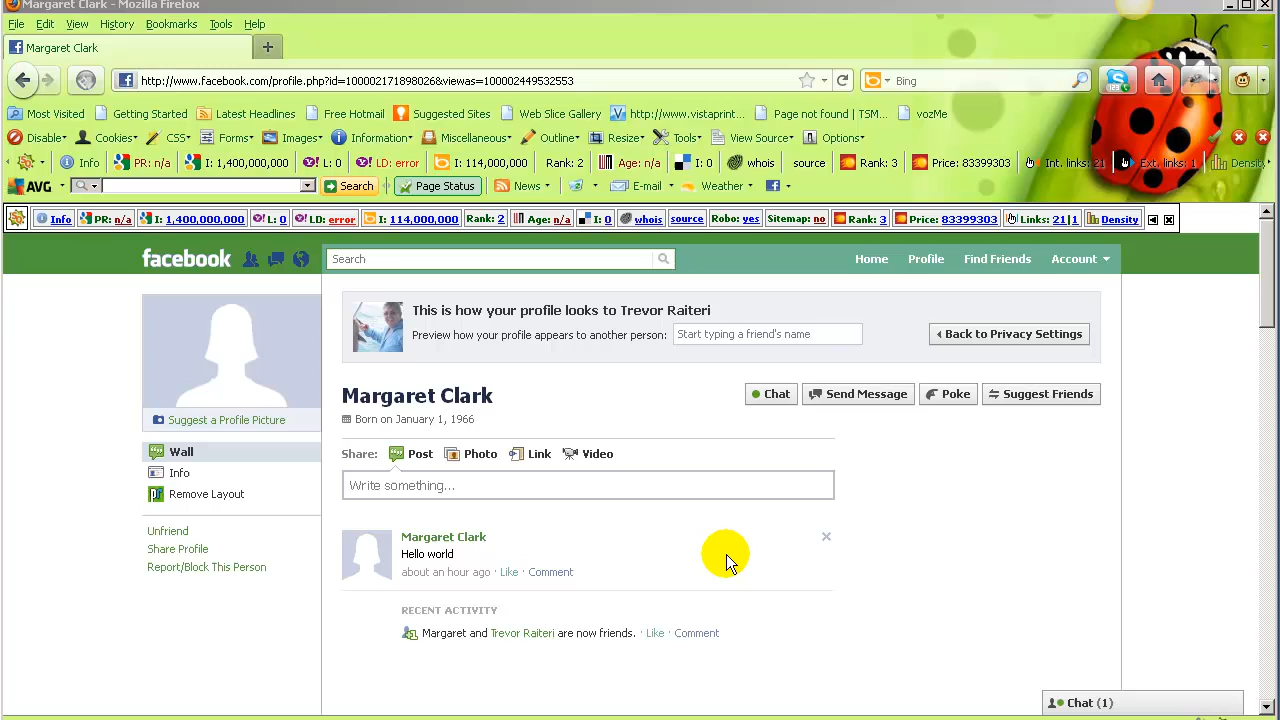 Margaret Clark - Mozilla Firefox
File Edit View History Bookmarks Tools Help
Margaret Clark
http://www.facebook.com/profile.php?id=100002171829026&viewas=100002449532553 Bing
Most Visited Getting Started Latest Headlines Free Hotmail Suggested Sites Web Slice Gallery http://www.vistaprint... Page not found | TSM... vozMe
Disable Cookies CSS Forms Images Information Miscellaneous Outline Resize Tools View Source Options
Info PR: n/a I: 1,400,000,000 L: 0 LD: error I: 114,000,000 Rank: 2 Age: n/a I: 0 whois source Rank: 3 Price: 83399303 Int. links: 21 Ext. links: 1 Density
AVG Search Page Status News E-mail Weather
Info PR: n/a I: 1,400,000,000 L: 0 LD: error I: 114,000,000 Rank: 2 Age: n/a I: 0 whois source Robo: yes Sitemap: no Rank: 3 Price: 83399303 Links: 21|1 Density
facebook Search Home Profile Find Friends Account
This is how your profile looks to Trevor Raiteri
Preview how your profile appears to another person: Start typing a friend's name Back to Privacy Settings
Margaret Clark Chat Send Message Poke Suggest Friends
Born on January 1, 1966
Suggest a Profile Picture
Wall
Info
Remove Layout
Unfriend
Share Profile
Report/Block This Person
Share: Post Photo Link Video
Write something...
Margaret Clark
Hello world
about an hour ago · Like · Comment
RECENT ACTIVITY
Margaret and Trevor Raiteri are now friends. · Like · Comment
Chat (1)